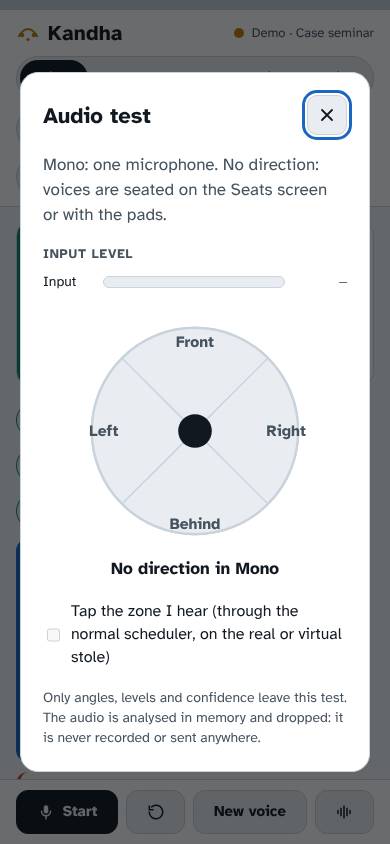 Kandha
Demo · Case seminar
Audio test
Mono: one microphone. No direction:
voices are seated on the Seats screen
or with the pads.
INPUT LEVEL
Input –
Front
Left Right
Behind
No direction in Mono
Tap the zone I hear (through the
normal scheduler, on the real or virtual
stole)
Only angles, levels and confidence leave this test.
The audio is analysed in memory and dropped: it
is never recorded or sent anywhere.
Start
New voice